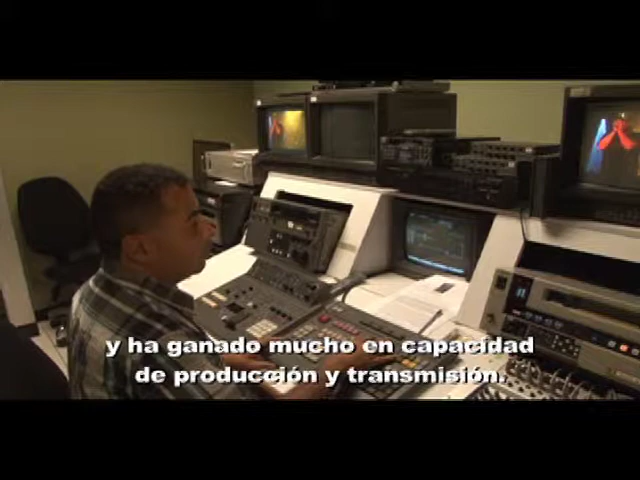 y ha ganado mucho en capacidad
de producción y transmisión.